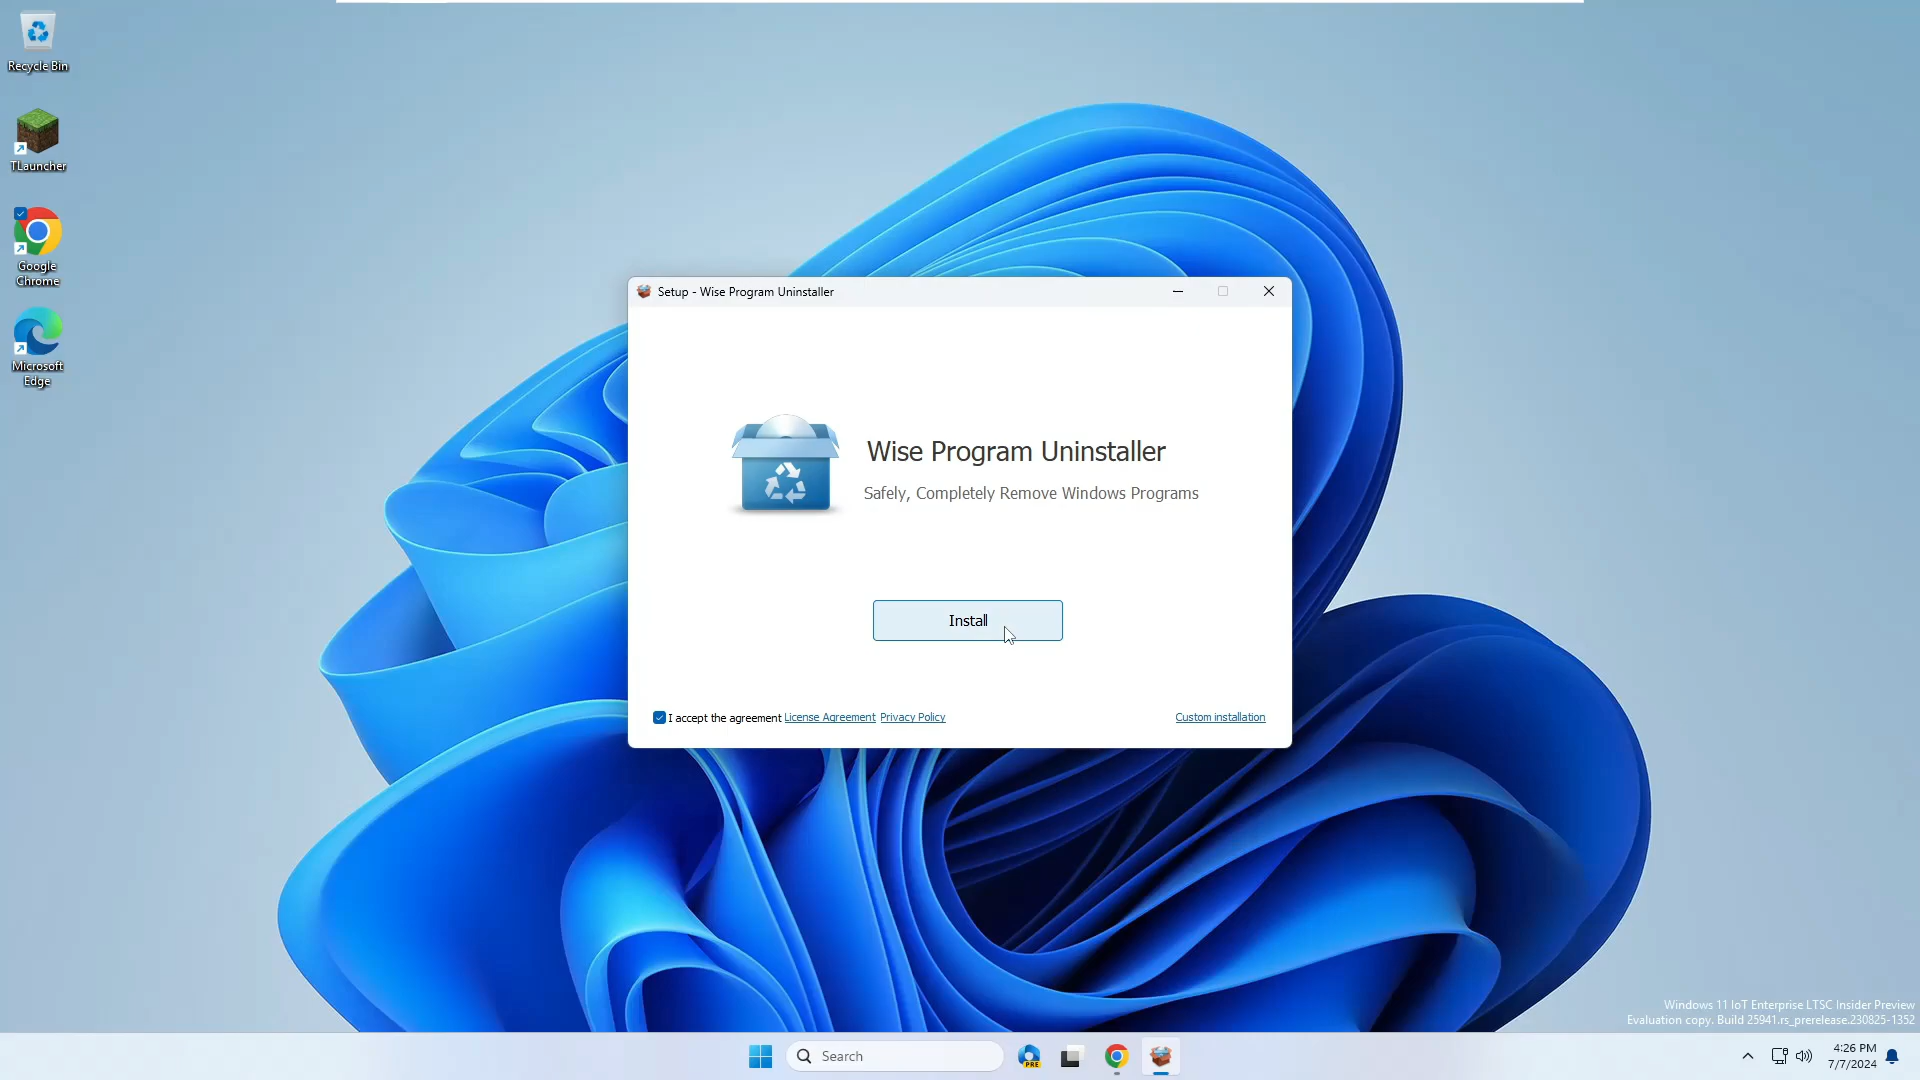 Recycle Bin
TLauncher
Google
Chrome
Microsoft
Edge
Setup - Wise Program Uninstaller
Wise Program Uninstaller
Safely, Completely Remove Windows Programs
Install
I accept the agreement License Agreement Privacy Policy
Custom installation
Windows 11 IoT Enterprise LTSC Insider Preview
Evaluation copy. Build 25941.rs_prerelease.230825-1352
Search
PRE
4:26 PM
7/7/2024